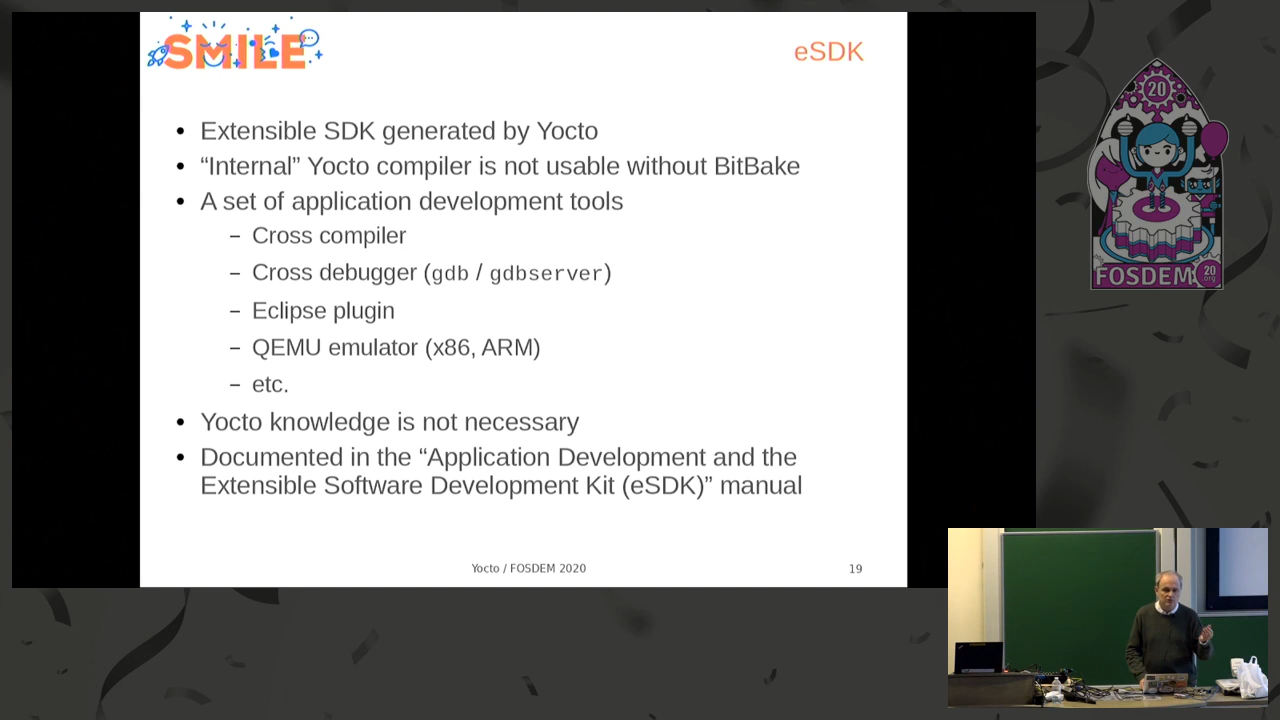 SMILE
eSDK
• Extensible SDK generated by Yocto
• “Internal” Yocto compiler is not usable without BitBake
• A set of application development tools
– Cross compiler
– Cross debugger (gdb / gdbserver)
– Eclipse plugin
– QEMU emulator (x86, ARM)
– etc.
• Yocto knowledge is not necessary
• Documented in the “Application Development and the
Extensible Software Development Kit (eSDK)” manual
Yocto / FOSDEM 2020
19
20
FOSDEM
20
.org